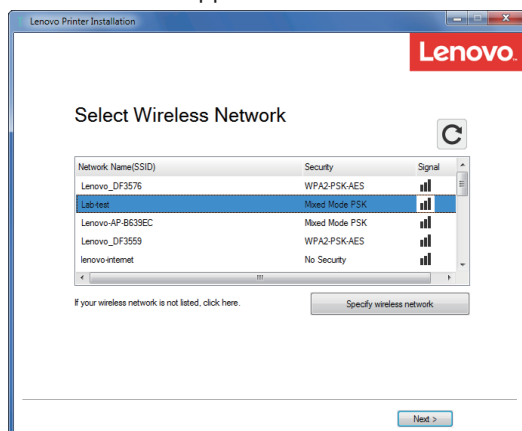 Lenovo Printer Installation
Lenovo
Select Wireless Network
Network Name(SSID) Security Signal
Lenovo_DF3576 WPA2-PSK-AES
Lab-test Mixed Mode PSK
Lenovo-AP-B639EC Mixed Mode PSK
Lenovo_DF3559 WPA2-PSK-AES
lenovo-internet No Security
If your wireless network is not listed, click here. Specify wireless network
Next >